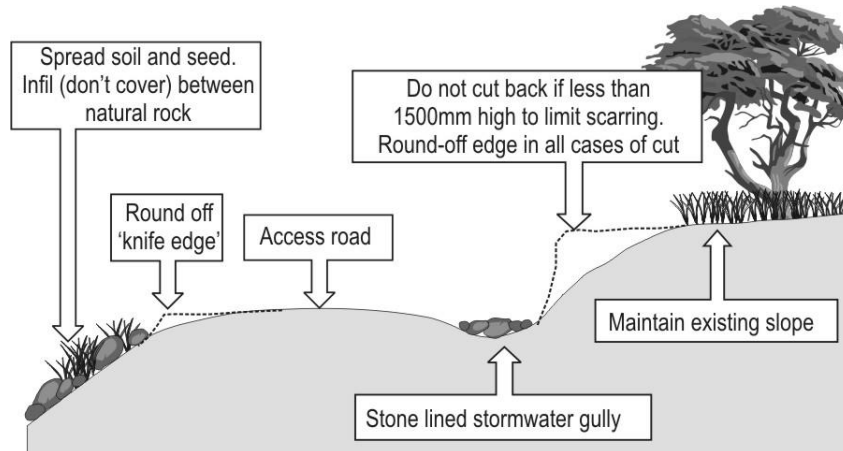 Spread soil and seed.
Infil (don’t cover) between
natural rock
Do not cut back if less than
1500mm high to limit scarring.
Round-off edge in all cases of cut
Round off
‘knife edge’
Access road
Maintain existing slope
Stone lined stormwater gully